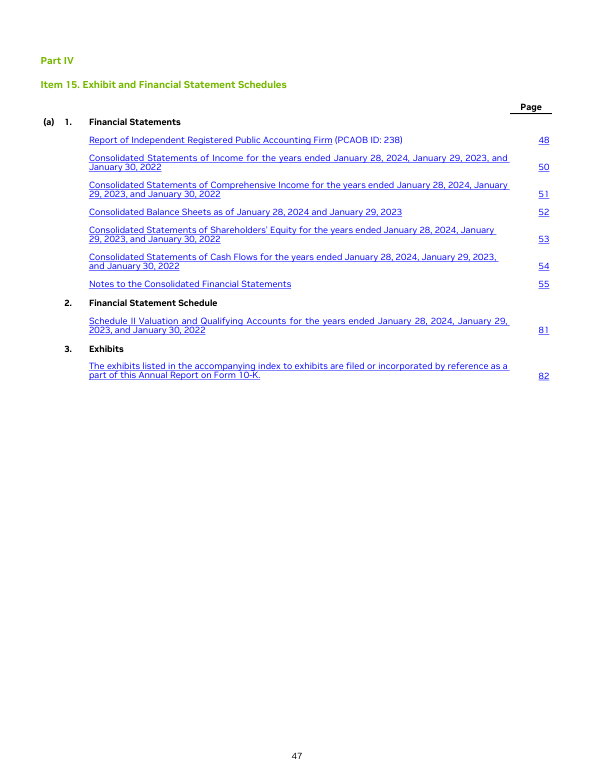 Part IV
Item 15. Exhibit and Financial Statement Schedules
Page
(a) 1. Financial Statements
Report of Independent Registered Public Accounting Firm (PCAOB ID: 238) 48
Consolidated Statements of Income for the years ended January 28, 2024, January 29, 2023, and
January 30, 2022 50
Consolidated Statements of Comprehensive Income for the years ended January 28, 2024, January
29, 2023, and January 30, 2022 51
Consolidated Balance Sheets as of January 28, 2024 and January 29, 2023 52
Consolidated Statements of Shareholders' Equity for the years ended January 28, 2024, January
29, 2023, and January 30, 2022 53
Consolidated Statements of Cash Flows for the years ended January 28, 2024, January 29, 2023,
and January 30, 2022 54
Notes to the Consolidated Financial Statements 55
2. Financial Statement Schedule
Schedule II Valuation and Qualifying Accounts for the years ended January 28, 2024, January 29,
2023, and January 30, 2022 81
3. Exhibits
The exhibits listed in the accompanying index to exhibits are filed or incorporated by reference as a
part of this Annual Report on Form 10-K. 82
47